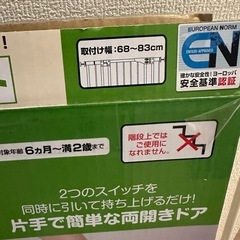 EUROPEAN NORM
取付け幅：68～83cm
EN
確かな安全性！ヨーロッパ
安全基準認証
対象年齢 6ヵ月～満2歳まで
階段上では
ご使用に
なれません。
2つのスイッチを
同時に引いて持ち上げるだけ!
片手で簡単な両開きドア